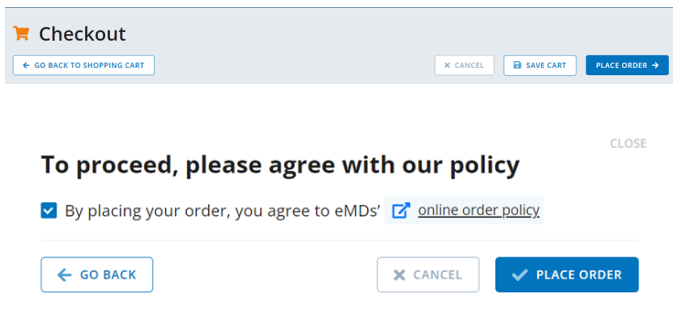 Checkout
GO BACK TO SHOPPING CART
CANCEL
SAVE CART
PLACE ORDER
CLOSE
To proceed, please agree with our policy
By placing your order, you agree to eMDs’ online order policy
GO BACK
CANCEL
PLACE ORDER